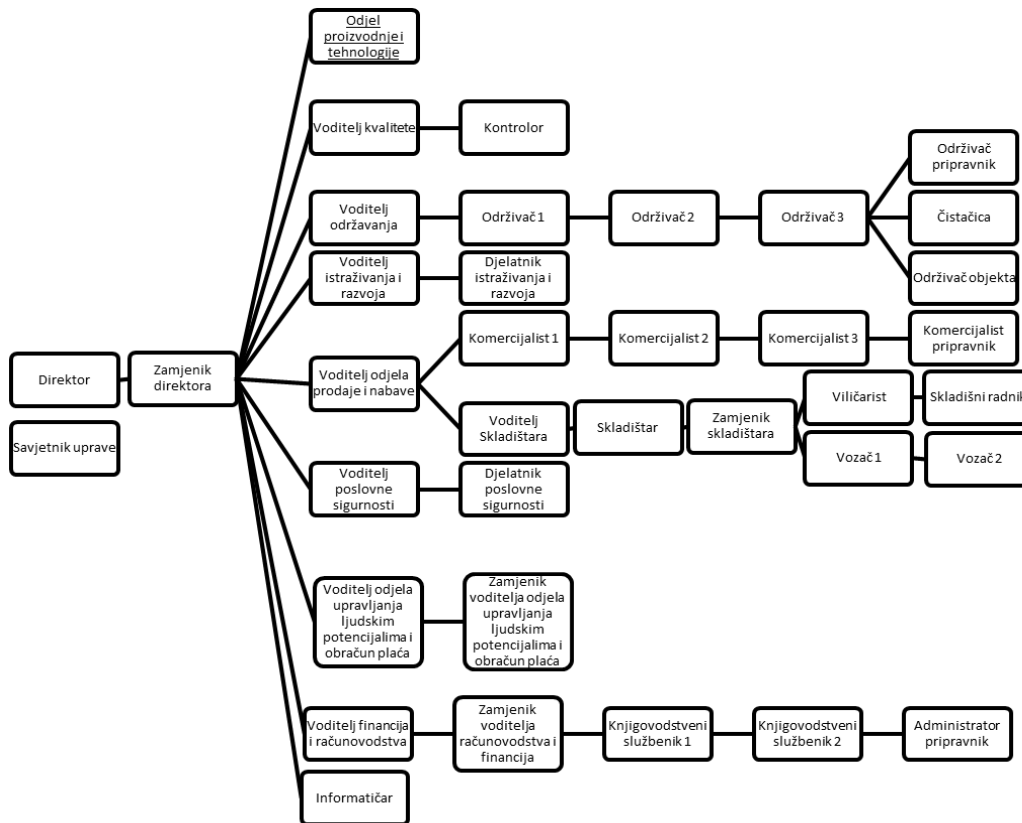 Odjel
proizvodnje i
tehnologije
Voditelj kvalitete
Kontrolor
Voditelj
održavanja
Održivač 1
Održivač 2
Održivač 3
Održivač
pripravnik
Čistačica
Održivač objekta
Voditelj
istraživanja i
razvoja
Djelatnik
istraživanja i
razvoja
Direktor
Zamjenik
direktora
Savjetnik uprave
Voditelj odjela
prodaje i nabave
Komercijalist 1
Komercijalist 2
Komercijalist 3
Komercijalist
pripravnik
Voditelj
Skladištara
Skladištar
Zamjenik
skladištara
Viličarist
Skladišni radnik
Vozač 1
Vozač 2
Voditelj
poslovne
sigurnosti
Djelatnik
poslovne
sigurnosti
Voditelj odjela
upravljanja
ljudskim
potencijalima i
obračun plaća
Zamjenik
voditelja odjela
upravljanja
ljudskim
potencijalima i
obračun plaća
Voditelj financija
i računovodstva
Zamjenik
voditelja
računovodstva i
financija
Knjigovodstveni
službenik 1
Knjigovodstveni
službenik 2
Administrator
pripravnik
Informatičar